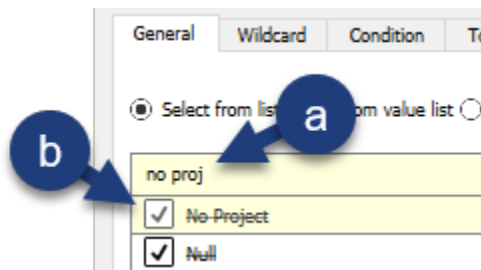 General Wildcard Condition
Select from list om value list
a
b
no proj
No Project
Null